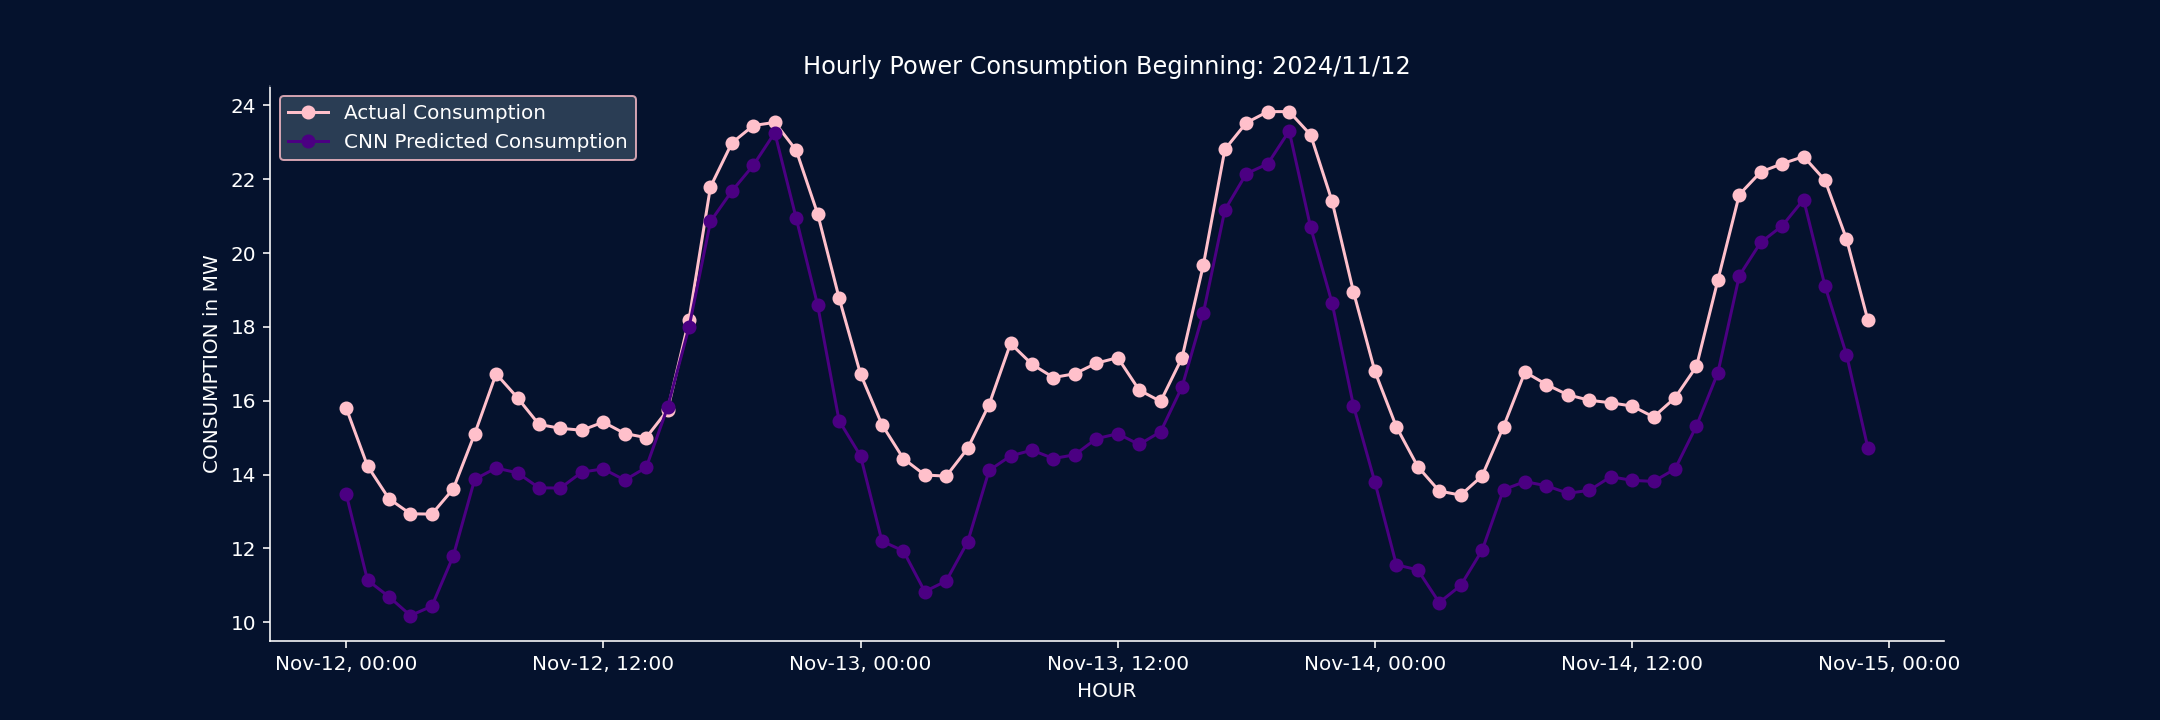 Hourly Power Consumption Beginning: 2024/11/12
Actual Consumption
CNN Predicted Consumption
CONSUMPTION in MW
24
22
20
18
16
14
12
10
Nov-12, 00:00
Nov-12, 12:00
Nov-13, 00:00
Nov-13, 12:00
Nov-14, 00:00
Nov-14, 12:00
Nov-15, 00:00
HOUR